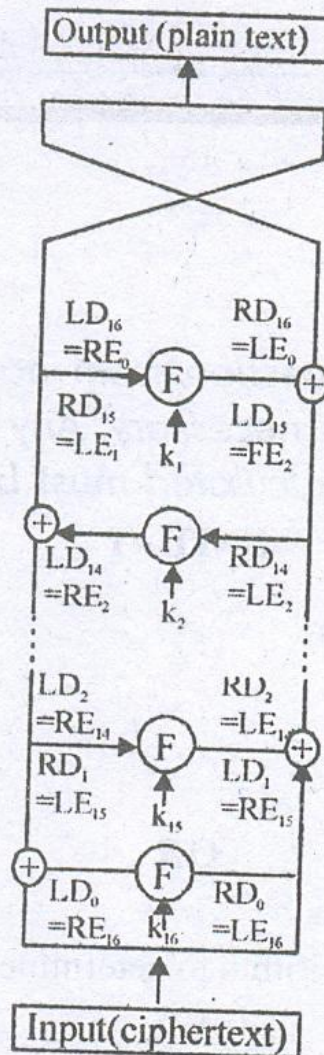 Output (plain text)
LD₁₆ RD₁₆
=RE₀ =LE₀
F +
RD₁₅ LD₁₅
=LE₁ =FE₂
k₁
+ F
LD₁₄ RD₁₄
=RE₂ =LE₂
k₂
LD₂ RD₂
=RE₁₄ =LE₁₄
F +
RD₁ LD₁
=LE₁₅ =RE₁₅
k₁₅
+ F
LD₀ RD₀
=RE₁₆ k₁₆ =LE₁₆
Input(ciphertext)